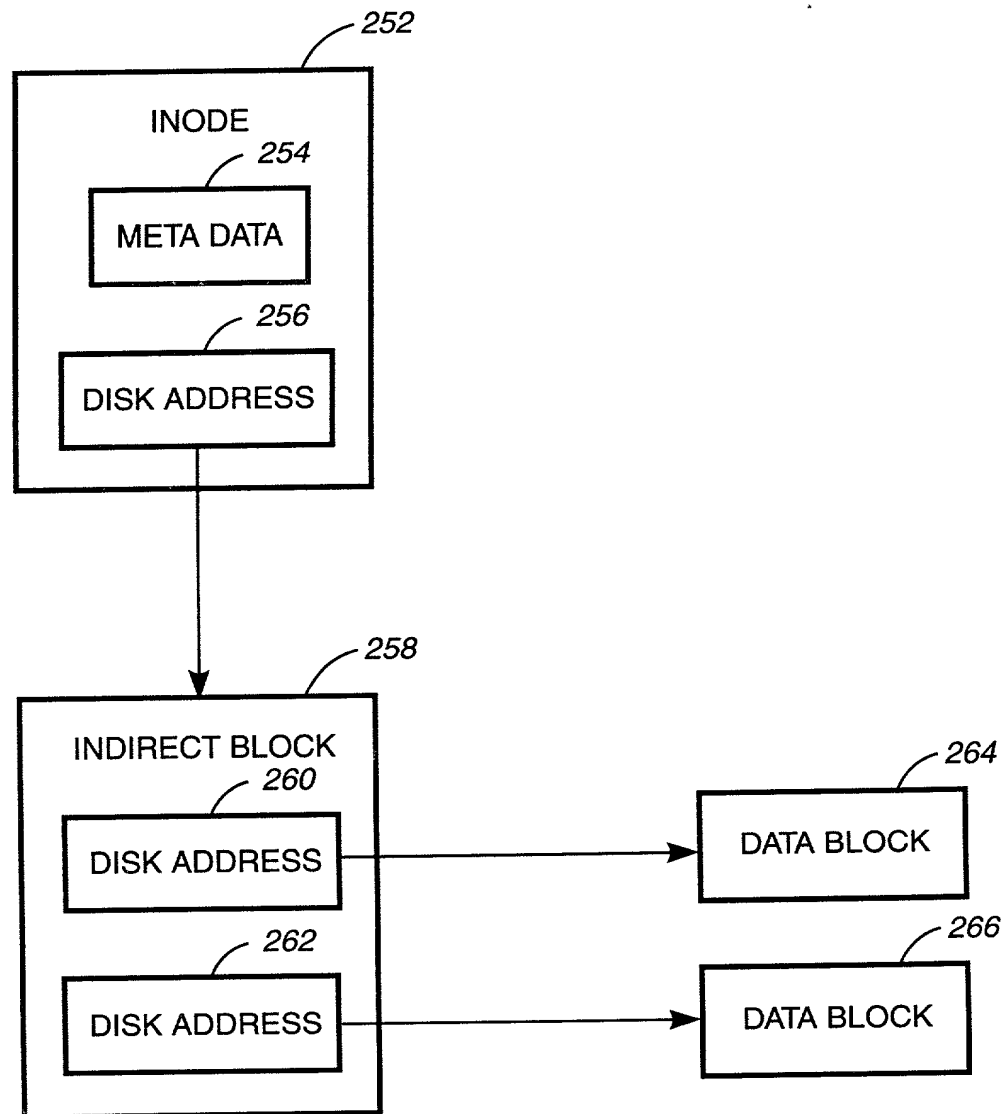 252
INODE
254
META DATA
256
DISK ADDRESS
258
INDIRECT BLOCK
260
DISK ADDRESS
264
DATA BLOCK
262
DISK ADDRESS
266
DATA BLOCK